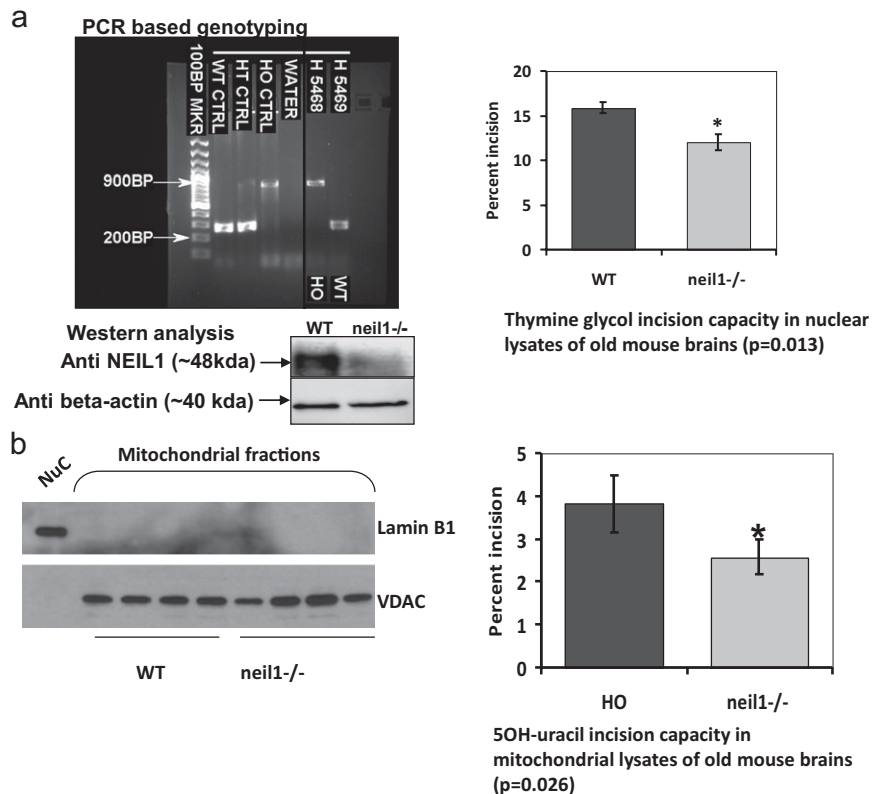 a
PCR based genotyping
100BP MKR
WT CTRL
HT CTRL
HO CTRL
WATER
H 5468
H 5469
900BP
200BP
HO
WT
Western analysis
WT neil1-/-
Anti NEIL1 (~48kda)
Anti beta-actin (~40 kda)
Percent incision
20
15
10
5
0
*
WT neil1-/-
Thymine glycol incision capacity in nuclear
lysates of old mouse brains (p=0.013)
b
NuC
Mitochondrial fractions
Lamin B1
VDAC
WT neil1-/-
Percent incision
5
4
3
2
1
0
*
HO neil1-/-
5OH-uracil incision capacity in
mitochondrial lysates of old mouse brains
(p=0.026)